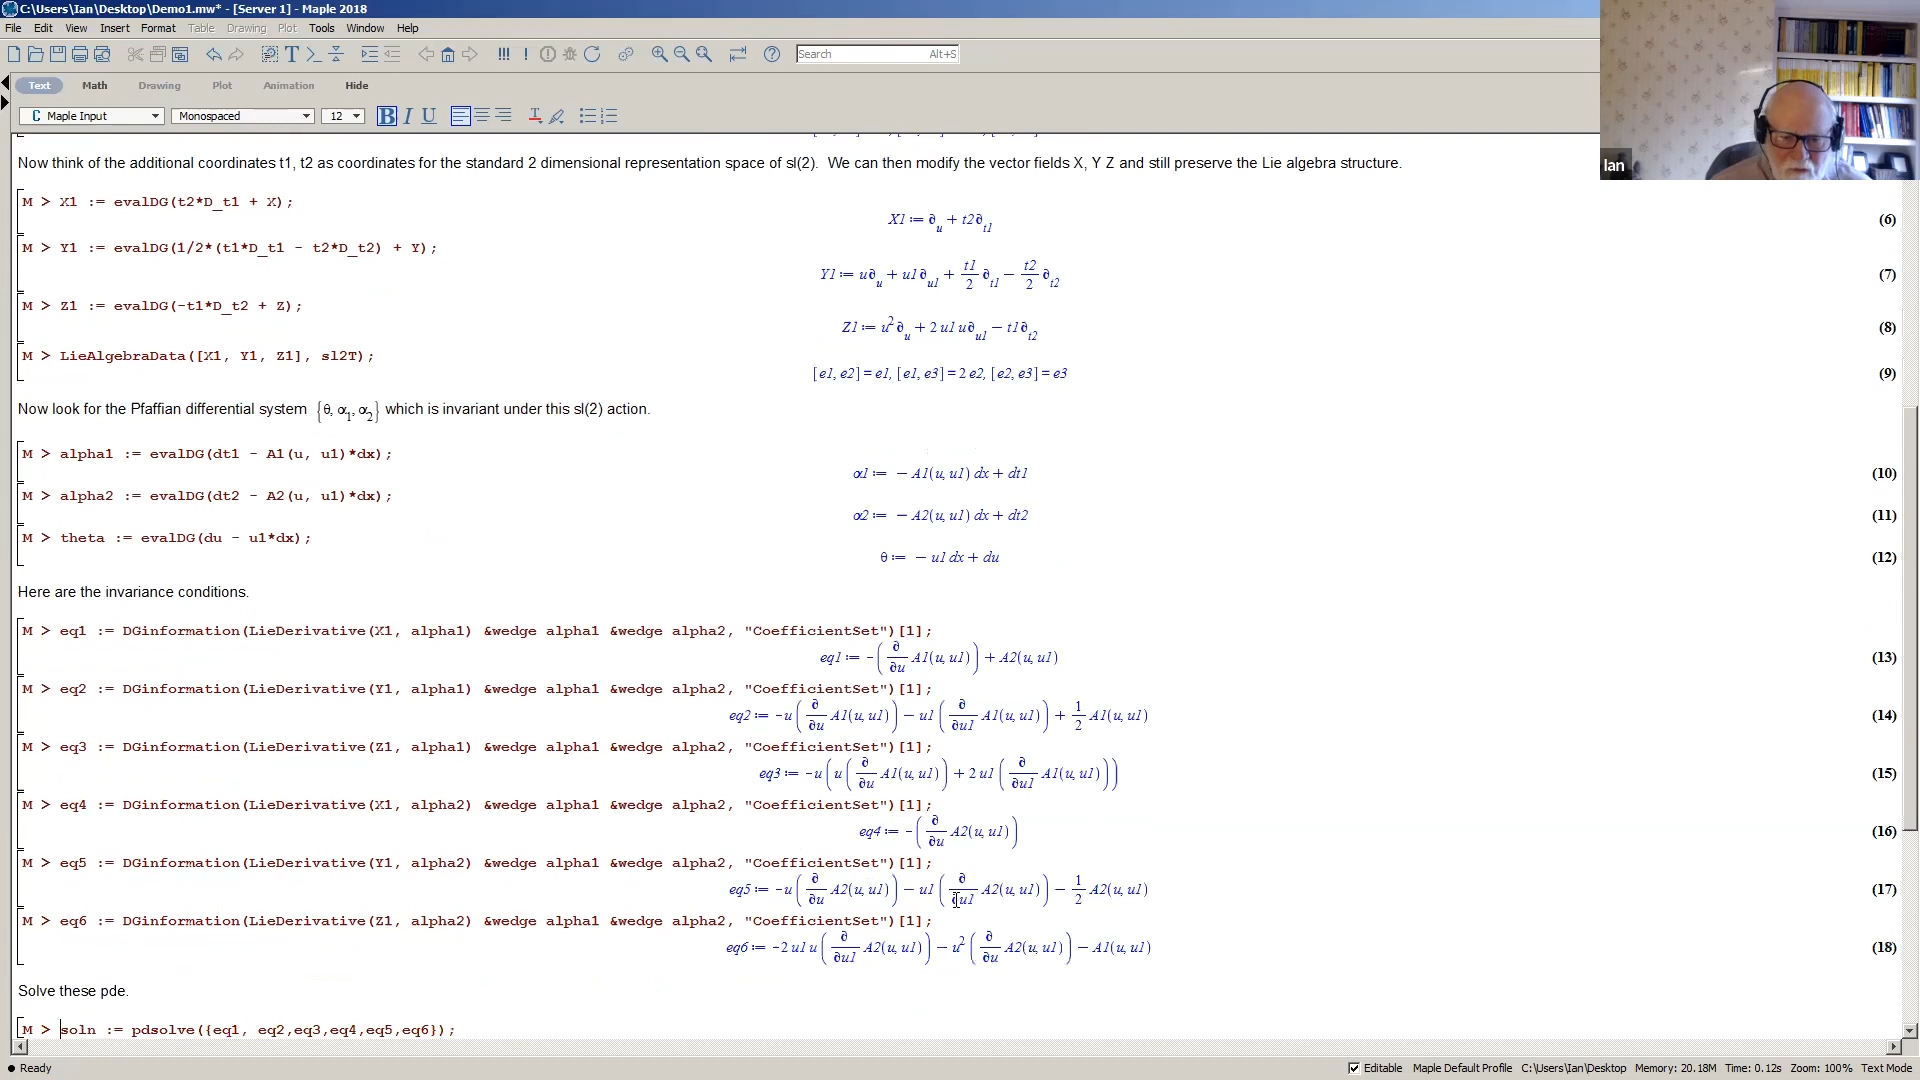 C:\Users\Ian\Desktop\Demo1.mw* - [Server 1] - Maple 2018
File Edit View Insert Format Table Drawing Plot Tools Window Help
Search Alt+S
Text Math Drawing Plot Animation Hide
C Maple Input Monospaced 12 B I U
Ian
Now think of the additional coordinates t1, t2 as coordinates for the standard 2 dimensional representation space of sl(2). We can then modify the vector fields X, Y Z and still preserve the Lie algebra structure.
M > X1 := evalDG(t2*D_t1 + X);
X1 := ∂_u + t2 ∂_t1 (6)
M > Y1 := evalDG(1/2*(t1*D_t1 - t2*D_t2) + Y);
Y1 := u ∂_u + u1 ∂_u1 + t1/2 ∂_t1 − t2/2 ∂_t2 (7)
M > Z1 := evalDG(-t1*D_t2 + Z);
Z1 := u² ∂_u + 2 u1 u ∂_u1 − t1 ∂_t2 (8)
M > LieAlgebraData([X1, Y1, Z1], sl2T);
[e1, e2] = e1, [e1, e3] = 2 e2, [e2, e3] = e3 (9)
Now look for the Pfaffian differential system {θ, α₁, α₂} which is invariant under this sl(2) action.
M > alpha1 := evalDG(dt1 - A1(u, u1)*dx);
α1 := − A1(u, u1) dx + dt1 (10)
M > alpha2 := evalDG(dt2 - A2(u, u1)*dx);
α2 := − A2(u, u1) dx + dt2 (11)
M > theta := evalDG(du - u1*dx);
θ := − u1 dx + du (12)
Here are the invariance conditions.
M > eq1 := DGinformation(LieDerivative(X1, alpha1) &wedge alpha1 &wedge alpha2, "CoefficientSet")[1];
eq1 := −(∂/∂u A1(u, u1)) + A2(u, u1) (13)
M > eq2 := DGinformation(LieDerivative(Y1, alpha1) &wedge alpha1 &wedge alpha2, "CoefficientSet")[1];
eq2 := −u (∂/∂u A1(u, u1)) − u1 (∂/∂u1 A1(u, u1)) + 1/2 A1(u, u1) (14)
M > eq3 := DGinformation(LieDerivative(Z1, alpha1) &wedge alpha1 &wedge alpha2, "CoefficientSet")[1];
eq3 := −u (u (∂/∂u A1(u, u1)) + 2 u1 (∂/∂u1 A1(u, u1))) (15)
M > eq4 := DGinformation(LieDerivative(X1, alpha2) &wedge alpha1 &wedge alpha2, "CoefficientSet")[1];
eq4 := −(∂/∂u A2(u, u1)) (16)
M > eq5 := DGinformation(LieDerivative(Y1, alpha2) &wedge alpha1 &wedge alpha2, "CoefficientSet")[1];
eq5 := −u (∂/∂u A2(u, u1)) − u1 (∂/∂u1 A2(u, u1)) − 1/2 A2(u, u1) (17)
M > eq6 := DGinformation(LieDerivative(Z1, alpha2) &wedge alpha1 &wedge alpha2, "CoefficientSet")[1];
eq6 := −2 u1 u (∂/∂u1 A2(u, u1)) − u² (∂/∂u A2(u, u1)) − A1(u, u1) (18)
Solve these pde.
M > soln := pdsolve({eq1, eq2,eq3,eq4,eq5,eq6});
Ready
Editable Maple Default Profile C:\Users\Ian\Desktop Memory: 20.18M Time: 0.12s Zoom: 100% Text Mode